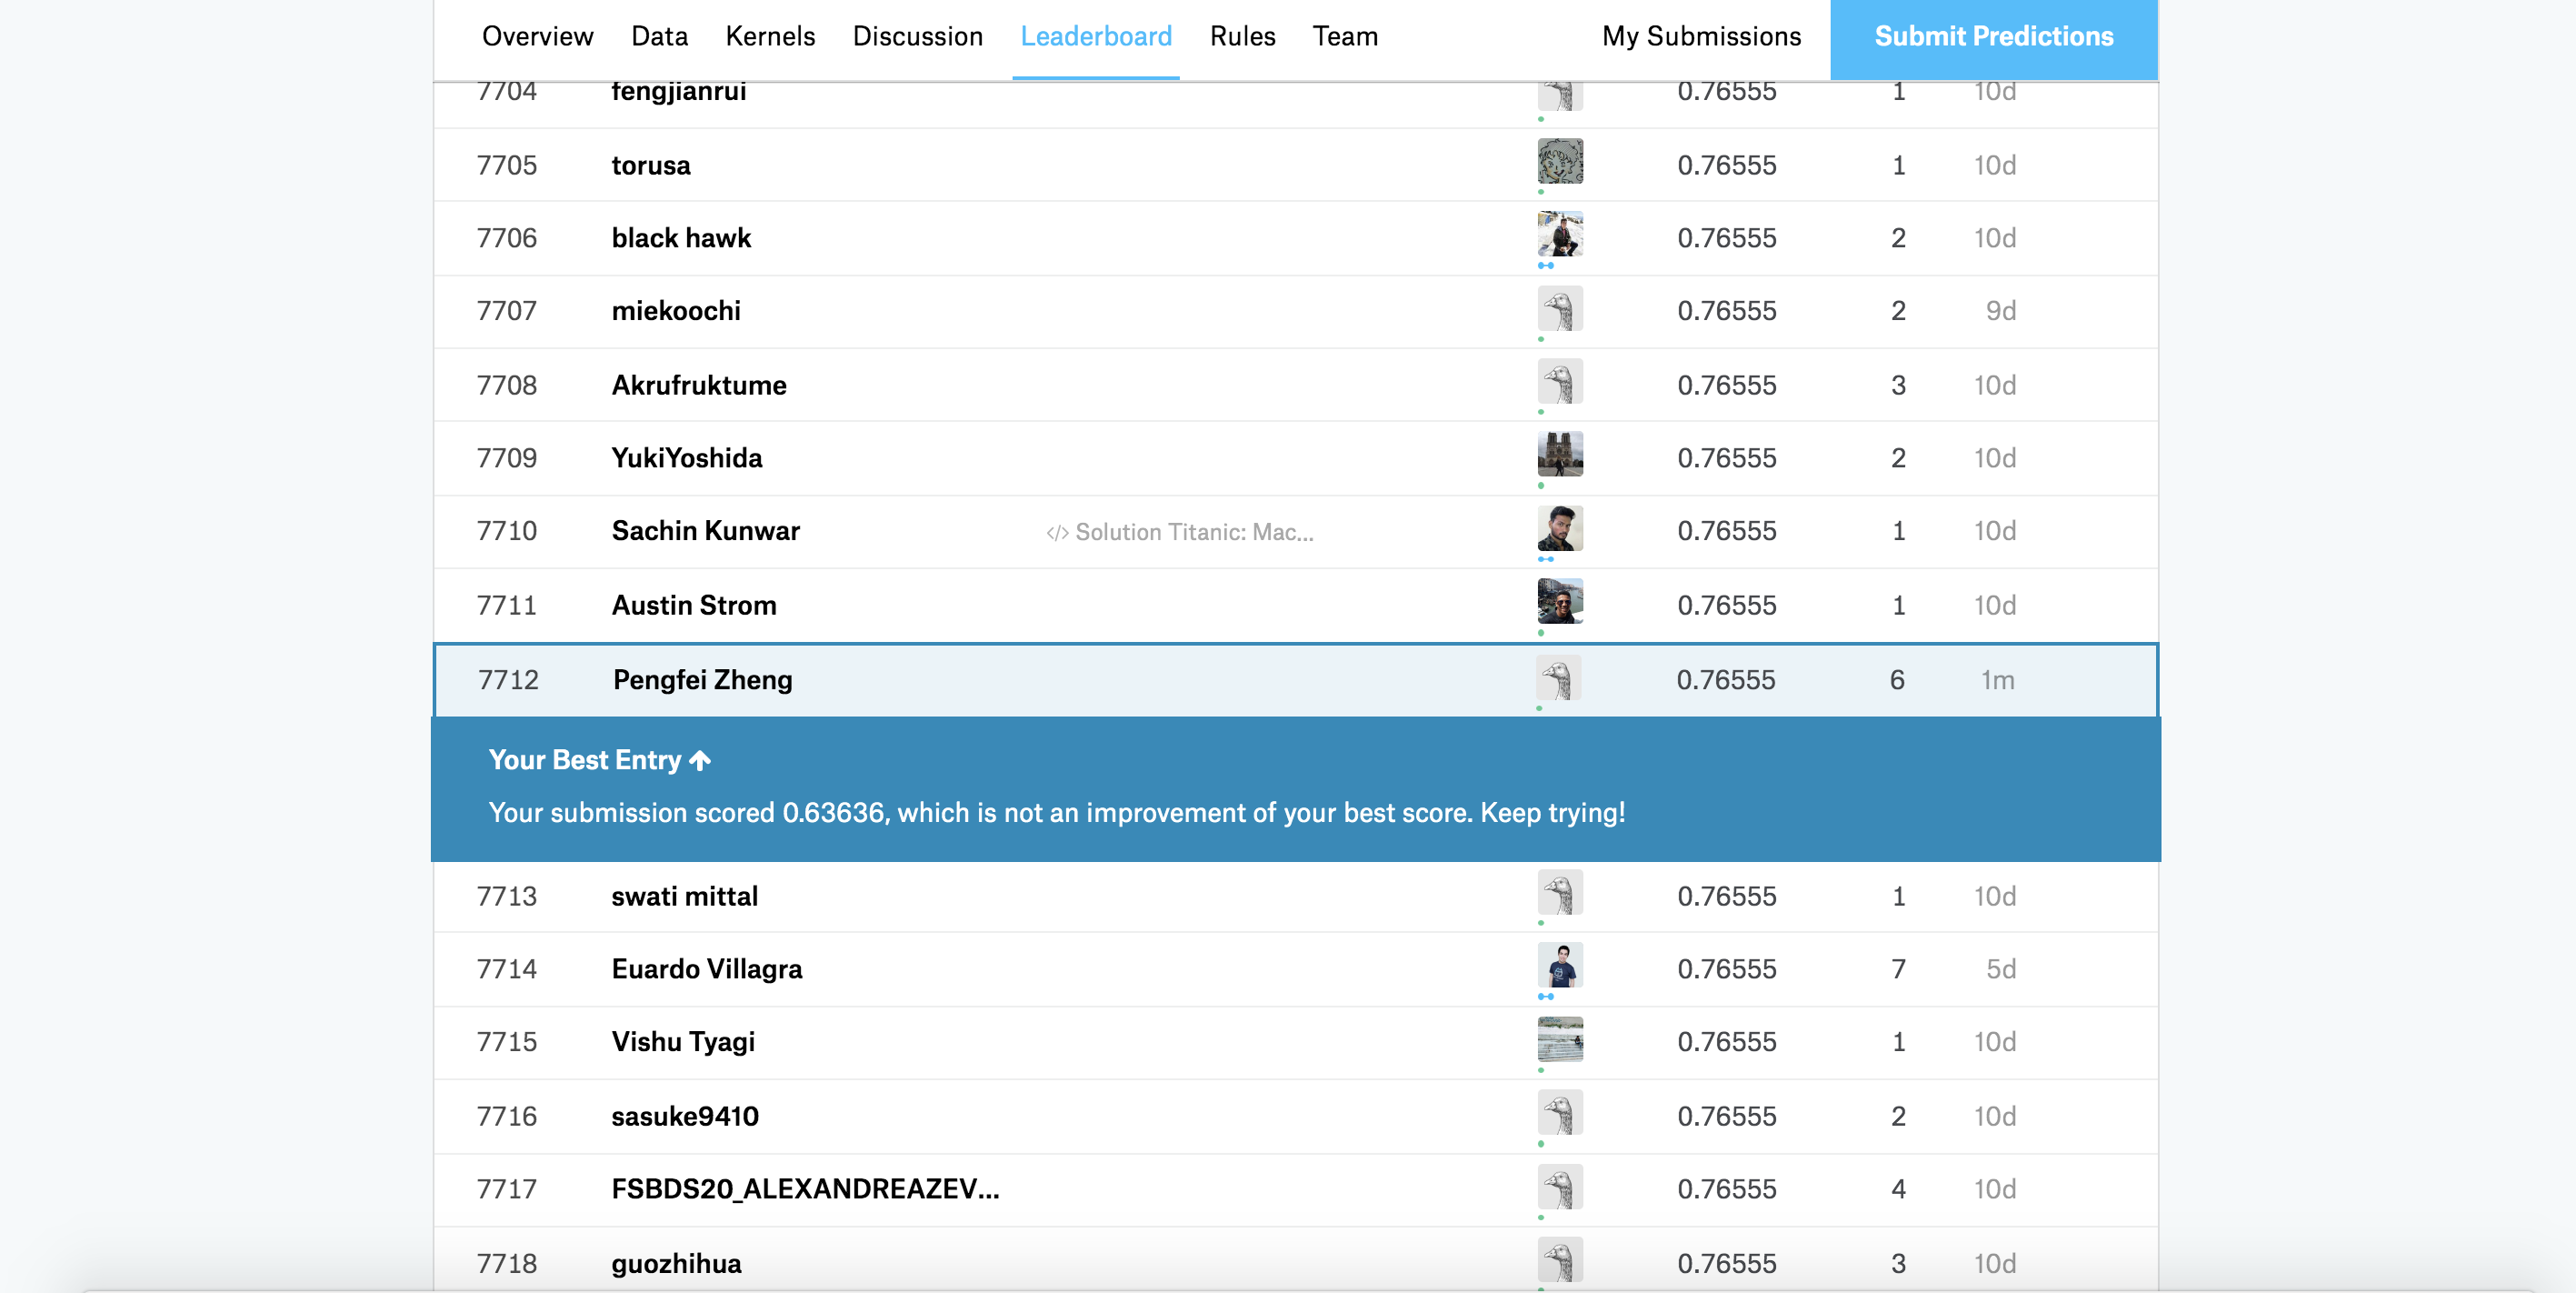 Overview Data Kernels Discussion Leaderboard Rules Team My Submissions Submit Predictions
7704 fengjianrui 0.76555 1 10d
7705 torusa 0.76555 1 10d
7706 black hawk 0.76555 2 10d
7707 miekoochi 0.76555 2 9d
7708 Akrufruktume 0.76555 3 10d
7709 YukiYoshida 0.76555 2 10d
7710 Sachin Kunwar </> Solution Titanic: Mac... 0.76555 1 10d
7711 Austin Strom 0.76555 1 10d
7712 Pengfei Zheng 0.76555 6 1m
Your Best Entry ↑
Your submission scored 0.63636, which is not an improvement of your best score. Keep trying!
7713 swati mittal 0.76555 1 10d
7714 Euardo Villagra 0.76555 7 5d
7715 Vishu Tyagi 0.76555 1 10d
7716 sasuke9410 0.76555 2 10d
7717 FSBDS20_ALEXANDREAZEV... 0.76555 4 10d
7718 guozhihua 0.76555 3 10d